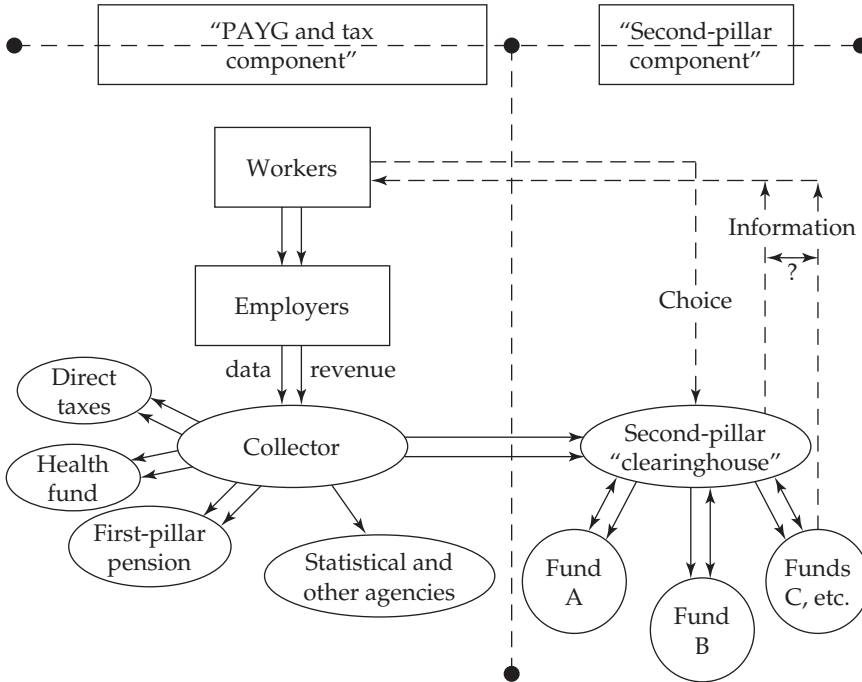 “PAYG and tax
component”
“Second-pillar
component”
Workers
Information
?
Employers
Choice
data
revenue
Direct
taxes
Collector
Second-pillar
“clearinghouse”
Health
fund
First-pillar
pension
Statistical and
other agencies
Fund
A
Fund
B
Funds
C, etc.